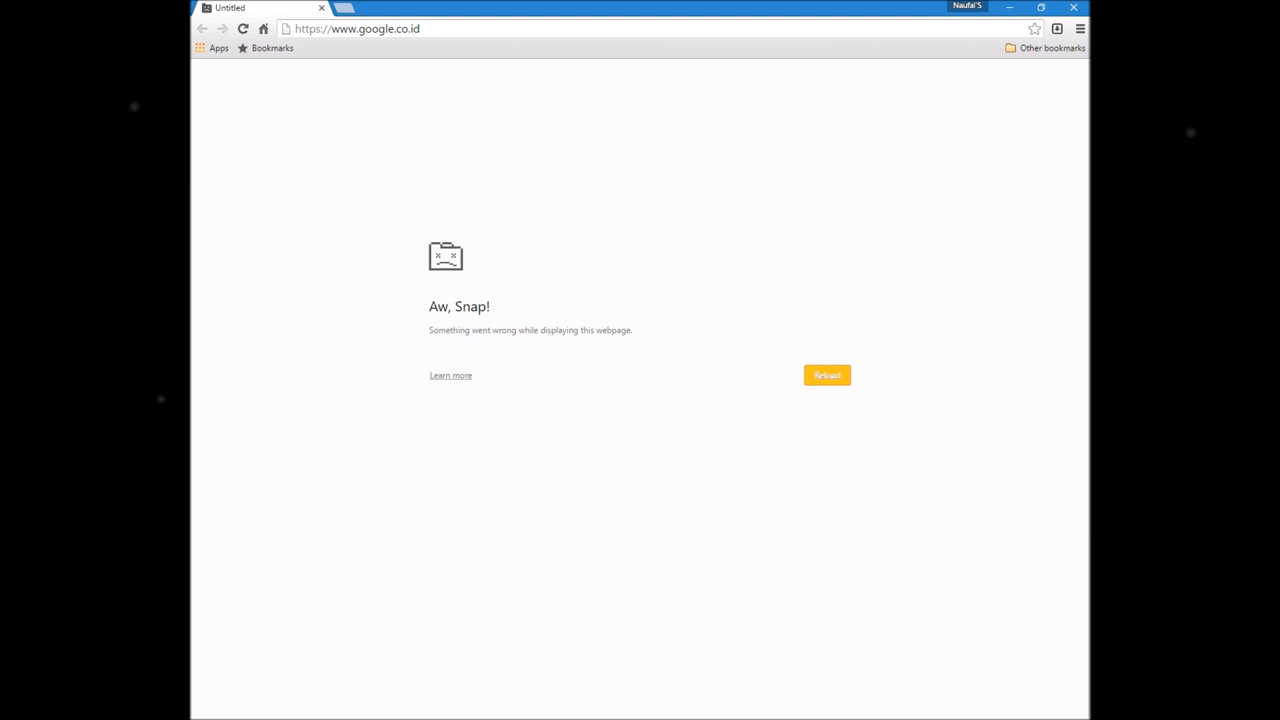 Untitled
Naufal'S
https://www.google.co.id
Apps
Bookmarks
Other bookmarks
Aw, Snap!
Something went wrong while displaying this webpage.
Learn more
Reload